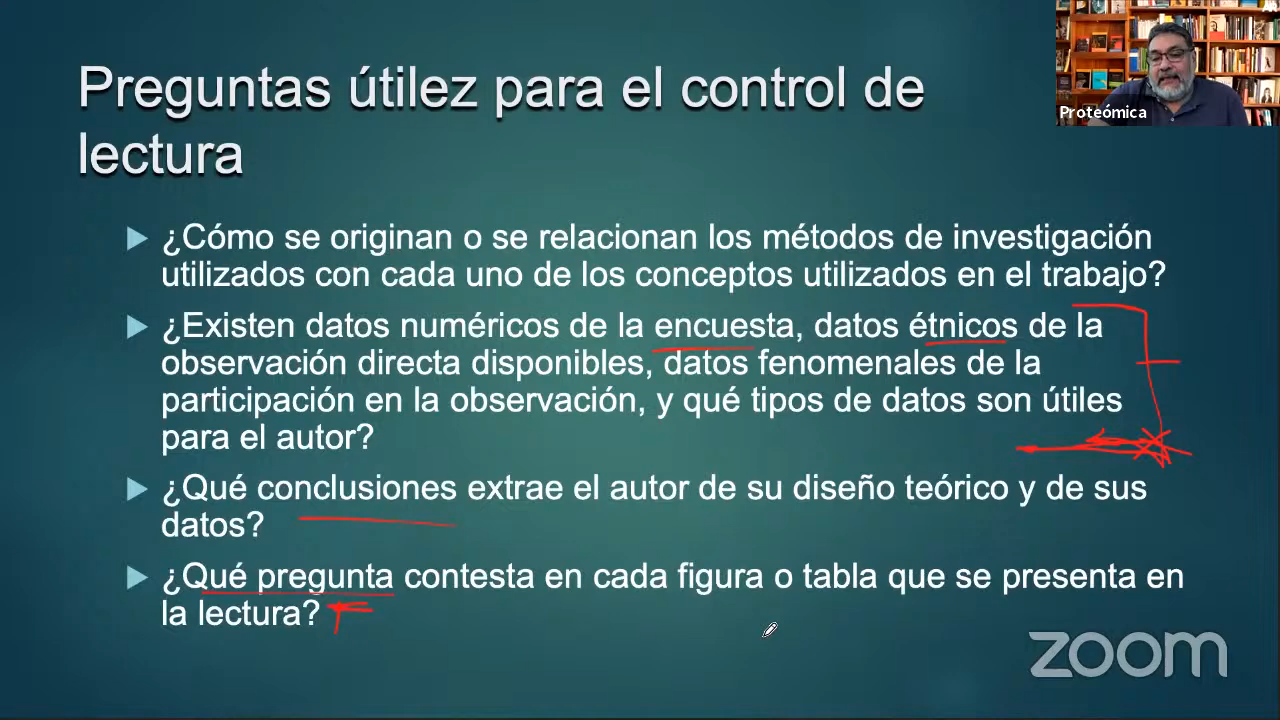 Preguntas útilez para el control de
lectura
Proteómica
¿Cómo se originan o se relacionan los métodos de investigación
utilizados con cada uno de los conceptos utilizados en el trabajo?
¿Existen datos numéricos de la encuesta, datos étnicos de la
observación directa disponibles, datos fenomenales de la
participación en la observación, y qué tipos de datos son útiles
para el autor?
¿Qué conclusiones extrae el autor de su diseño teórico y de sus
datos?
¿Qué pregunta contesta en cada figura o tabla que se presenta en
la lectura?
zoom